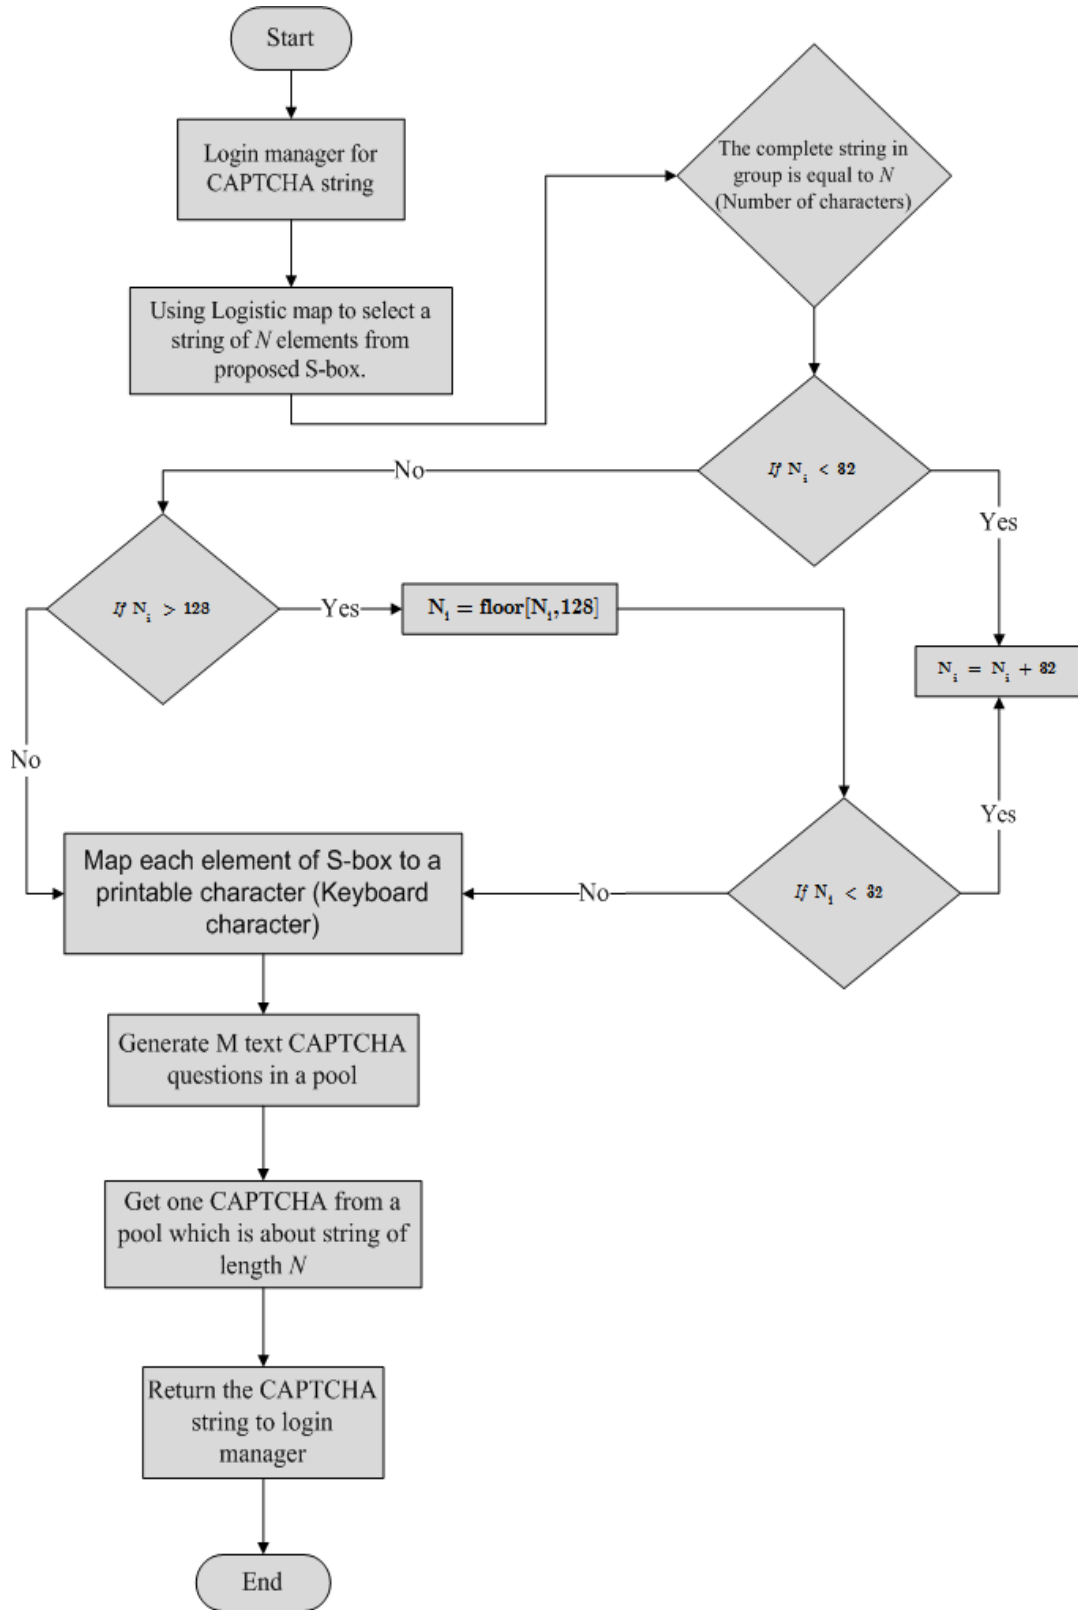 Start
Login manager for
CAPTCHA string
Using Logistic map to select a
string of N elements from
proposed S-box.
The complete string in
group is equal to N
(Number of characters)
If N_i < 32
No
Yes
If N_i > 128
Yes
N_i = floor[N_i,128]
N_i = N_i + 32
No
Yes
If N_i < 32
No
Map each element of S-box to a
printable character (Keyboard
character)
Generate M text CAPTCHA
questions in a pool
Get one CAPTCHA from a
pool which is about string of
length N
Return the CAPTCHA
string to login
manager
End